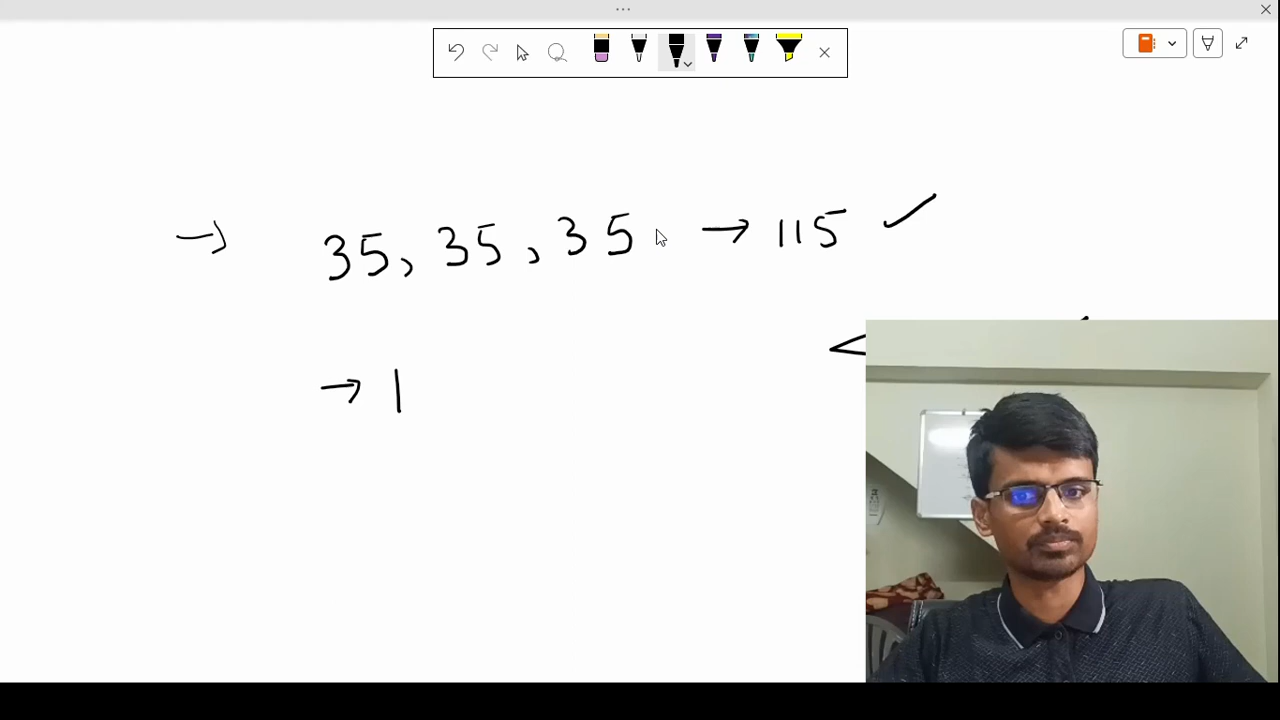 → 35, 35, 35 → 115 ✓
→ 1